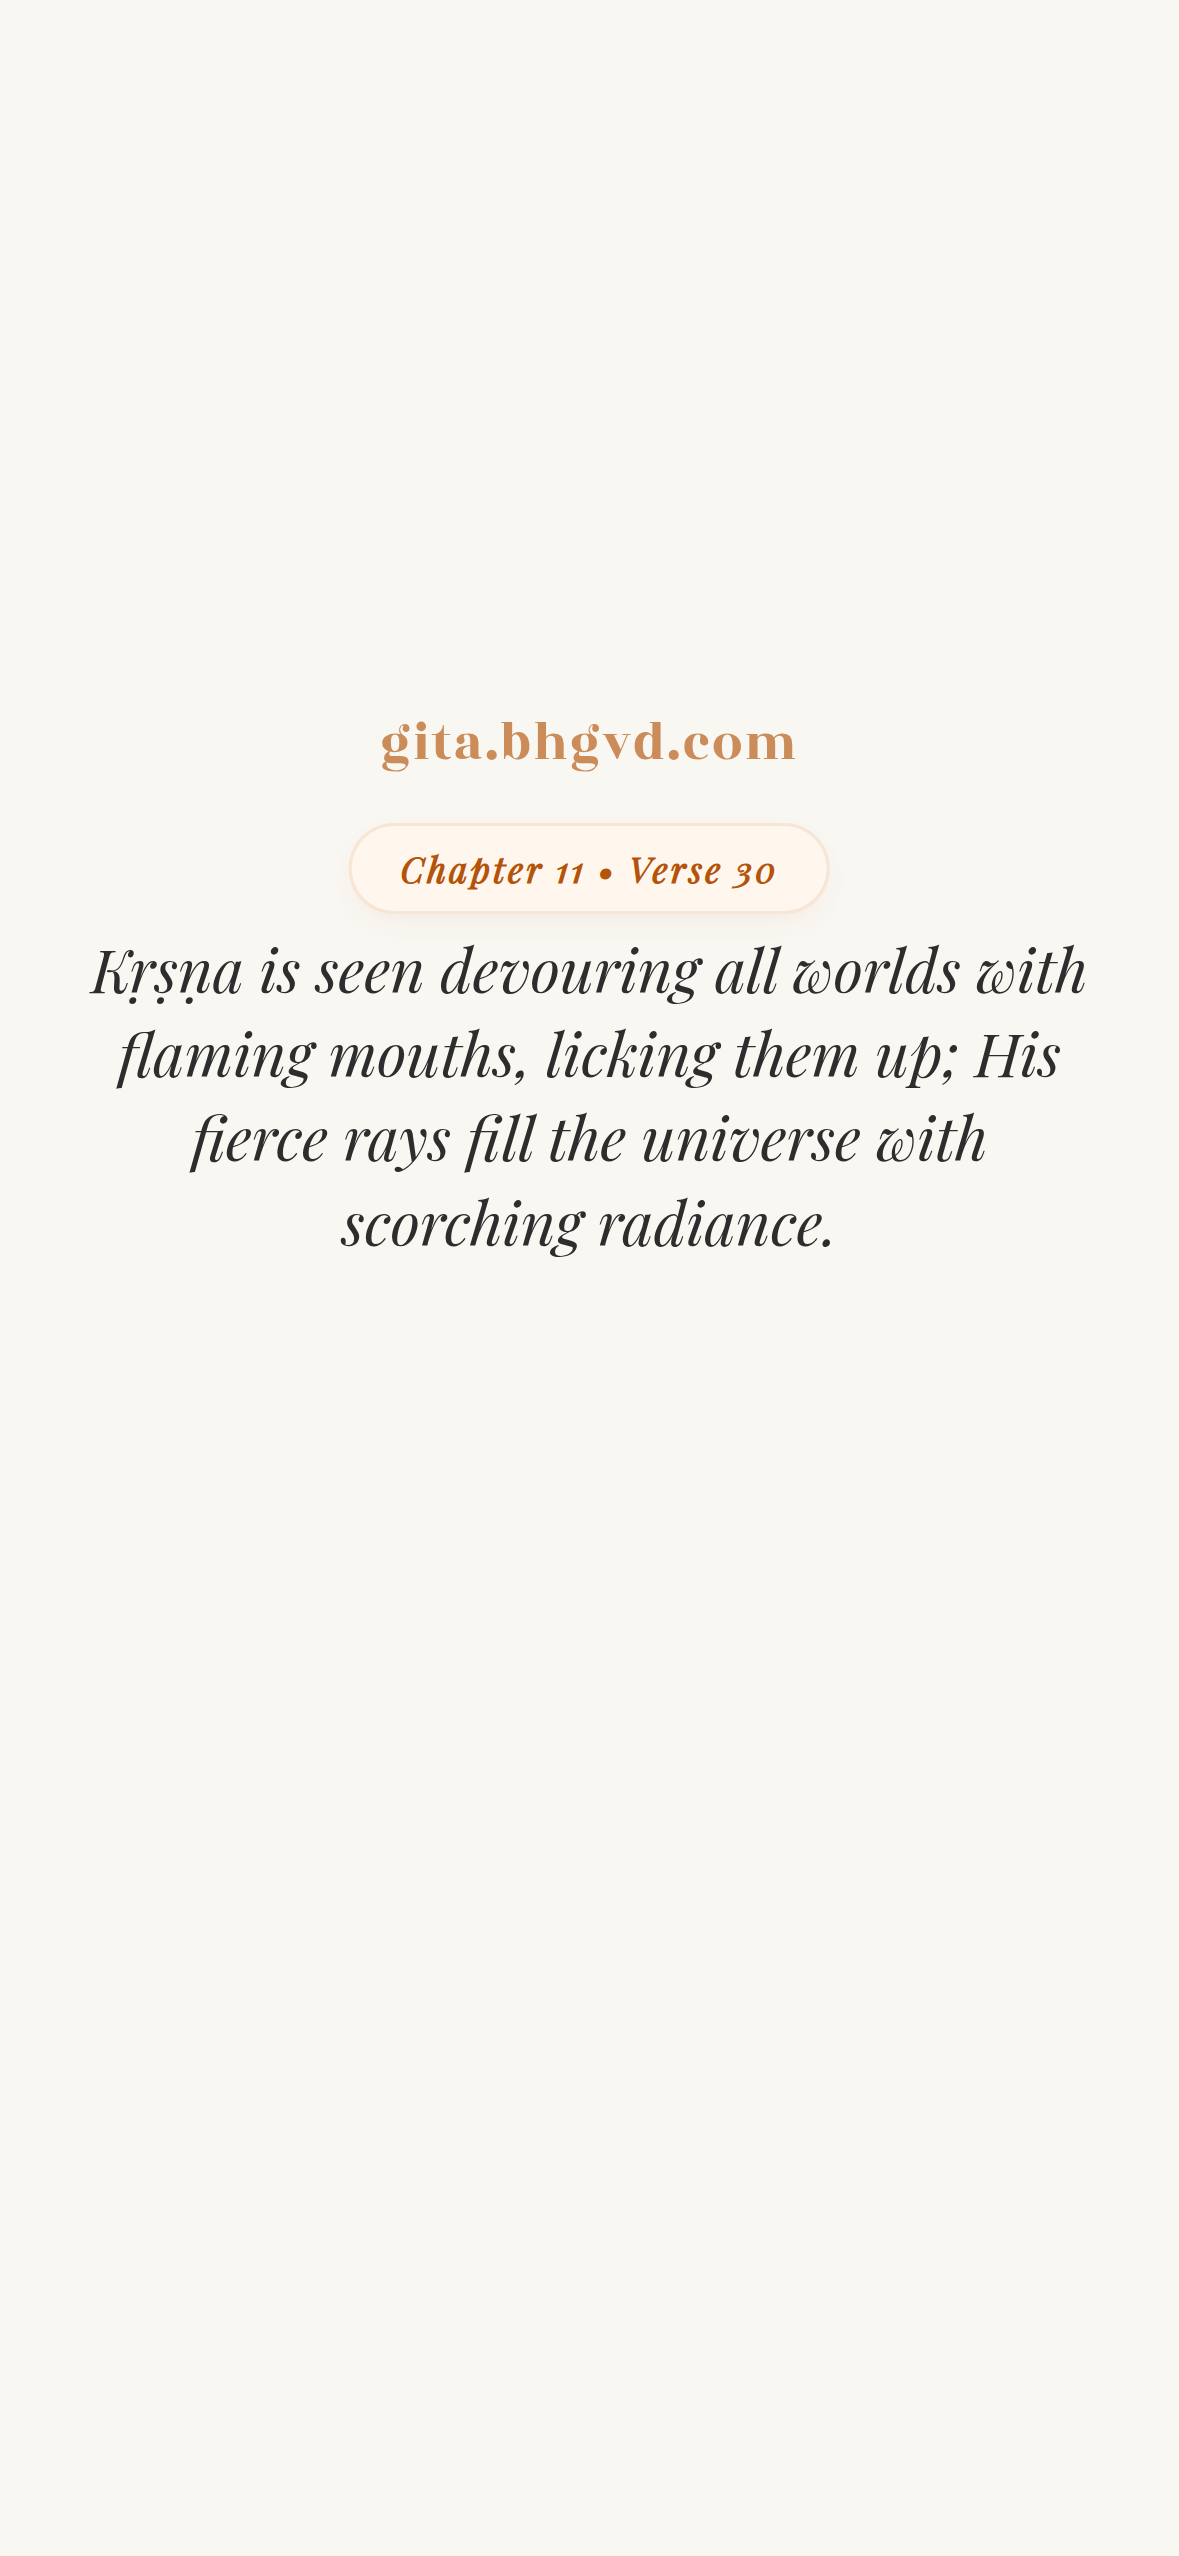 gita.bhgvd.com
Chapter 11 • Verse 30
Kṛṣṇa is seen devouring all worlds with
flaming mouths, licking them up; His
fierce rays fill the universe with
scorching radiance.